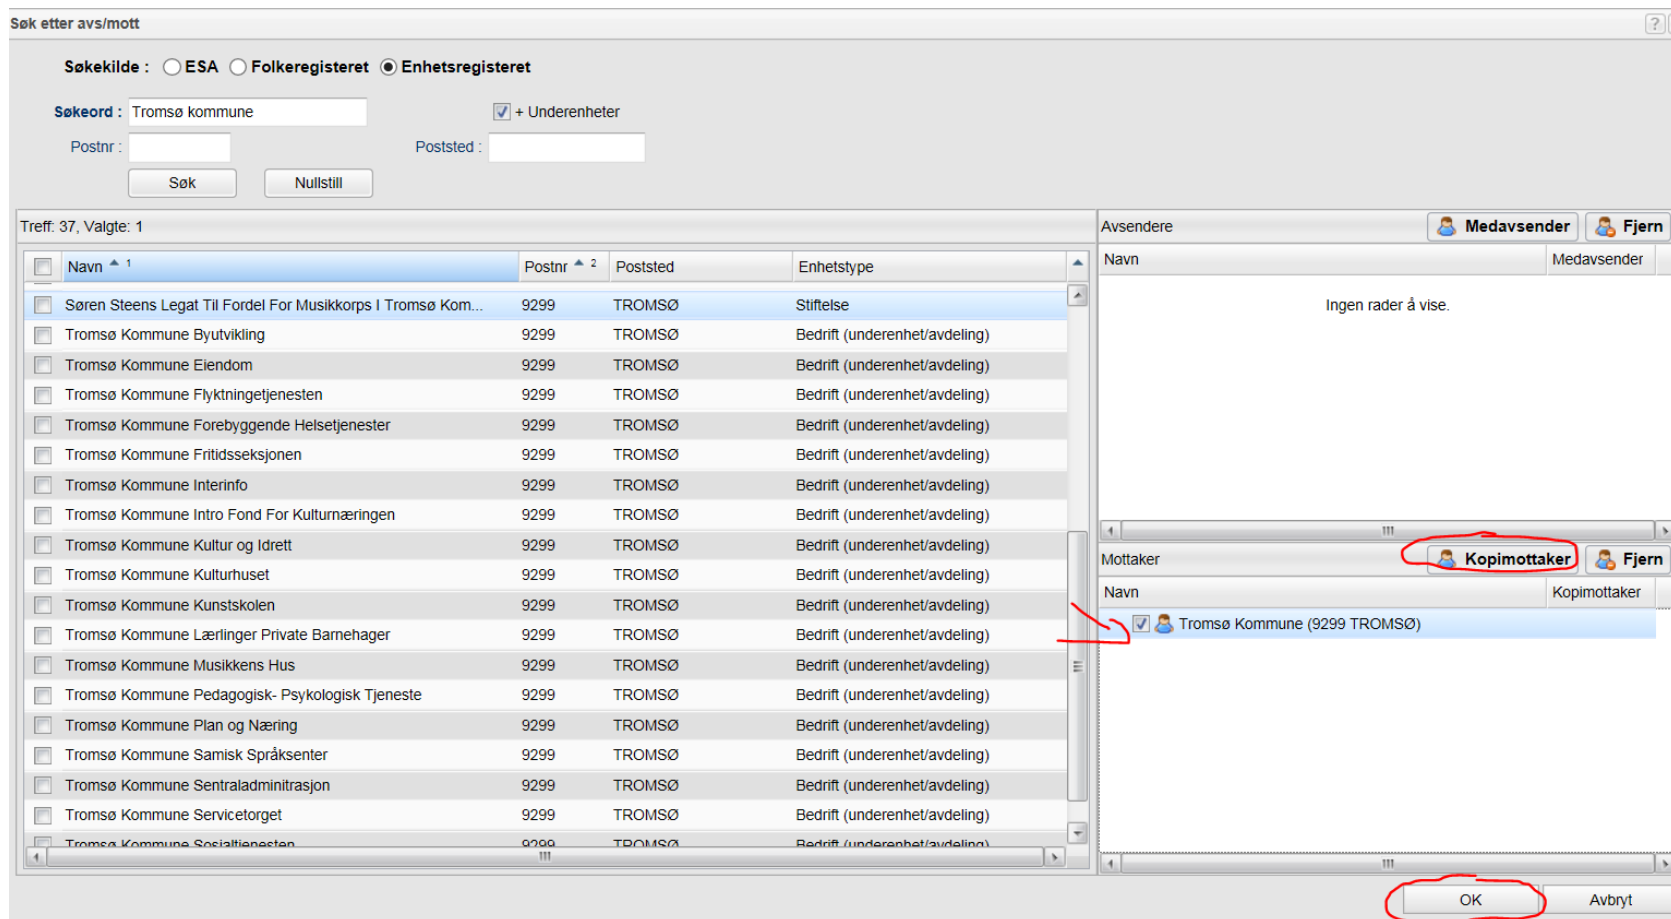 Søk etter avs/mott
?
Søkekilde : ESA Folkeregisteret Enhetsregisteret
Søkeord : Tromsø kommune + Underenheter
Postnr : Poststed :
Søk Nullstill
Treff: 37, Valgte: 1
Navn 1 Postnr 2 Poststed Enhetstype
Søren Steens Legat Til Fordel For Musikkorps I Tromsø Kom... 9299 TROMSØ Stiftelse
Tromsø Kommune Byutvikling 9299 TROMSØ Bedrift (underenhet/avdeling)
Tromsø Kommune Eiendom 9299 TROMSØ Bedrift (underenhet/avdeling)
Tromsø Kommune Flyktningetjenesten 9299 TROMSØ Bedrift (underenhet/avdeling)
Tromsø Kommune Forebyggende Helsetjenester 9299 TROMSØ Bedrift (underenhet/avdeling)
Tromsø Kommune Fritidsseksjonen 9299 TROMSØ Bedrift (underenhet/avdeling)
Tromsø Kommune Interinfo 9299 TROMSØ Bedrift (underenhet/avdeling)
Tromsø Kommune Intro Fond For Kulturnæringen 9299 TROMSØ Bedrift (underenhet/avdeling)
Tromsø Kommune Kultur og Idrett 9299 TROMSØ Bedrift (underenhet/avdeling)
Tromsø Kommune Kulturhuset 9299 TROMSØ Bedrift (underenhet/avdeling)
Tromsø Kommune Kunstskolen 9299 TROMSØ Bedrift (underenhet/avdeling)
Tromsø Kommune Lærlinger Private Barnehager 9299 TROMSØ Bedrift (underenhet/avdeling)
Tromsø Kommune Musikkens Hus 9299 TROMSØ Bedrift (underenhet/avdeling)
Tromsø Kommune Pedagogisk- Psykologisk Tjeneste 9299 TROMSØ Bedrift (underenhet/avdeling)
Tromsø Kommune Plan og Næring 9299 TROMSØ Bedrift (underenhet/avdeling)
Tromsø Kommune Samisk Språksenter 9299 TROMSØ Bedrift (underenhet/avdeling)
Tromsø Kommune Sentraladminitrasjon 9299 TROMSØ Bedrift (underenhet/avdeling)
Tromsø Kommune Servicetorget 9299 TROMSØ Bedrift (underenhet/avdeling)
Tromsø Kommune Sosialtjenesten 9299 TROMSØ Bedrift (underenhet/avdeling)
Avsendere Medavsender Fjern
Navn Medavsender
Ingen rader å vise.
Mottaker Kopimottaker Fjern
Navn Kopimottaker
Tromsø Kommune (9299 TROMSØ)
OK Avbryt